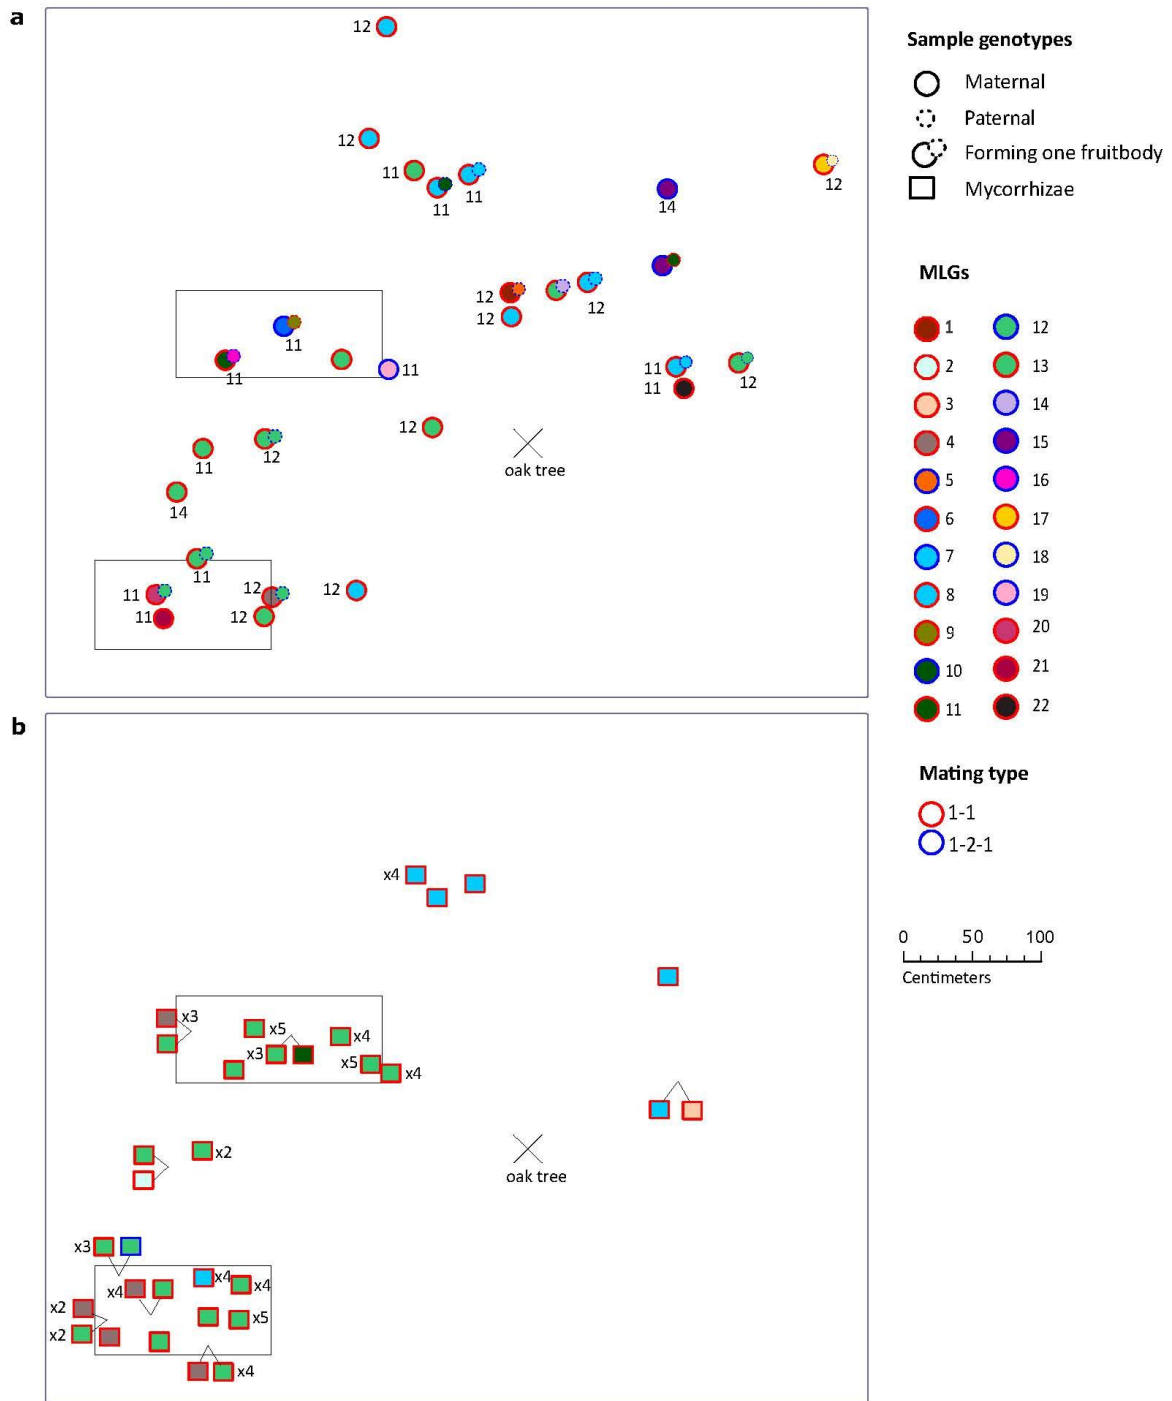 a
12
12
11
11
11
14
12
12
12
12
11
11
11
11
11
12
12
12
11
14
oak tree
11
11
11
12
12
12
Sample genotypes
Maternal
Paternal
Forming one fruitbody
Mycorrhizae
MLGs
1 12
2 13
3 14
4 15
5 16
6 17
7 18
8 19
9 20
10 21
11 22
Mating type
1-1
1-2-1
0 50 100
Centimeters
b
x4
x3
x5
x4
x3
x5
x4
x2
oak tree
x3
x4
x4
x4
x2
x5
x2
x4